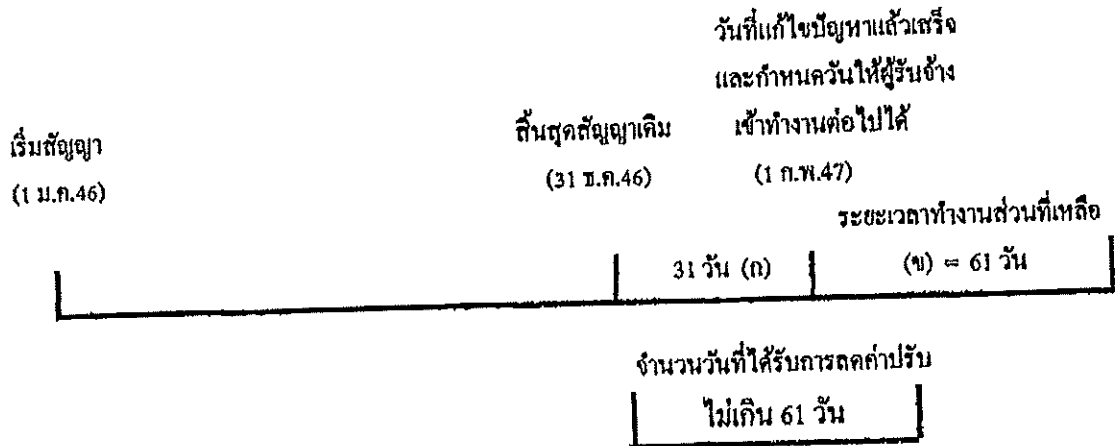 วันที่แก้ไขปัญหาแล้วเสร็จ
และกำหนดวันให้ผู้รับจ้าง
เข้าทำงานต่อไปได้
(1 ก.พ.47)
เริ่มสัญญา
(1 ม.ค.46)
สิ้นสุดสัญญาเดิม
(31 ธ.ค.46)
ระยะเวลาทำงานส่วนที่เหลือ
31 วัน (ก)
(ข) = 61 วัน
จำนวนวันที่ได้รับการลดค่าปรับ
ไม่เกิน 61 วัน